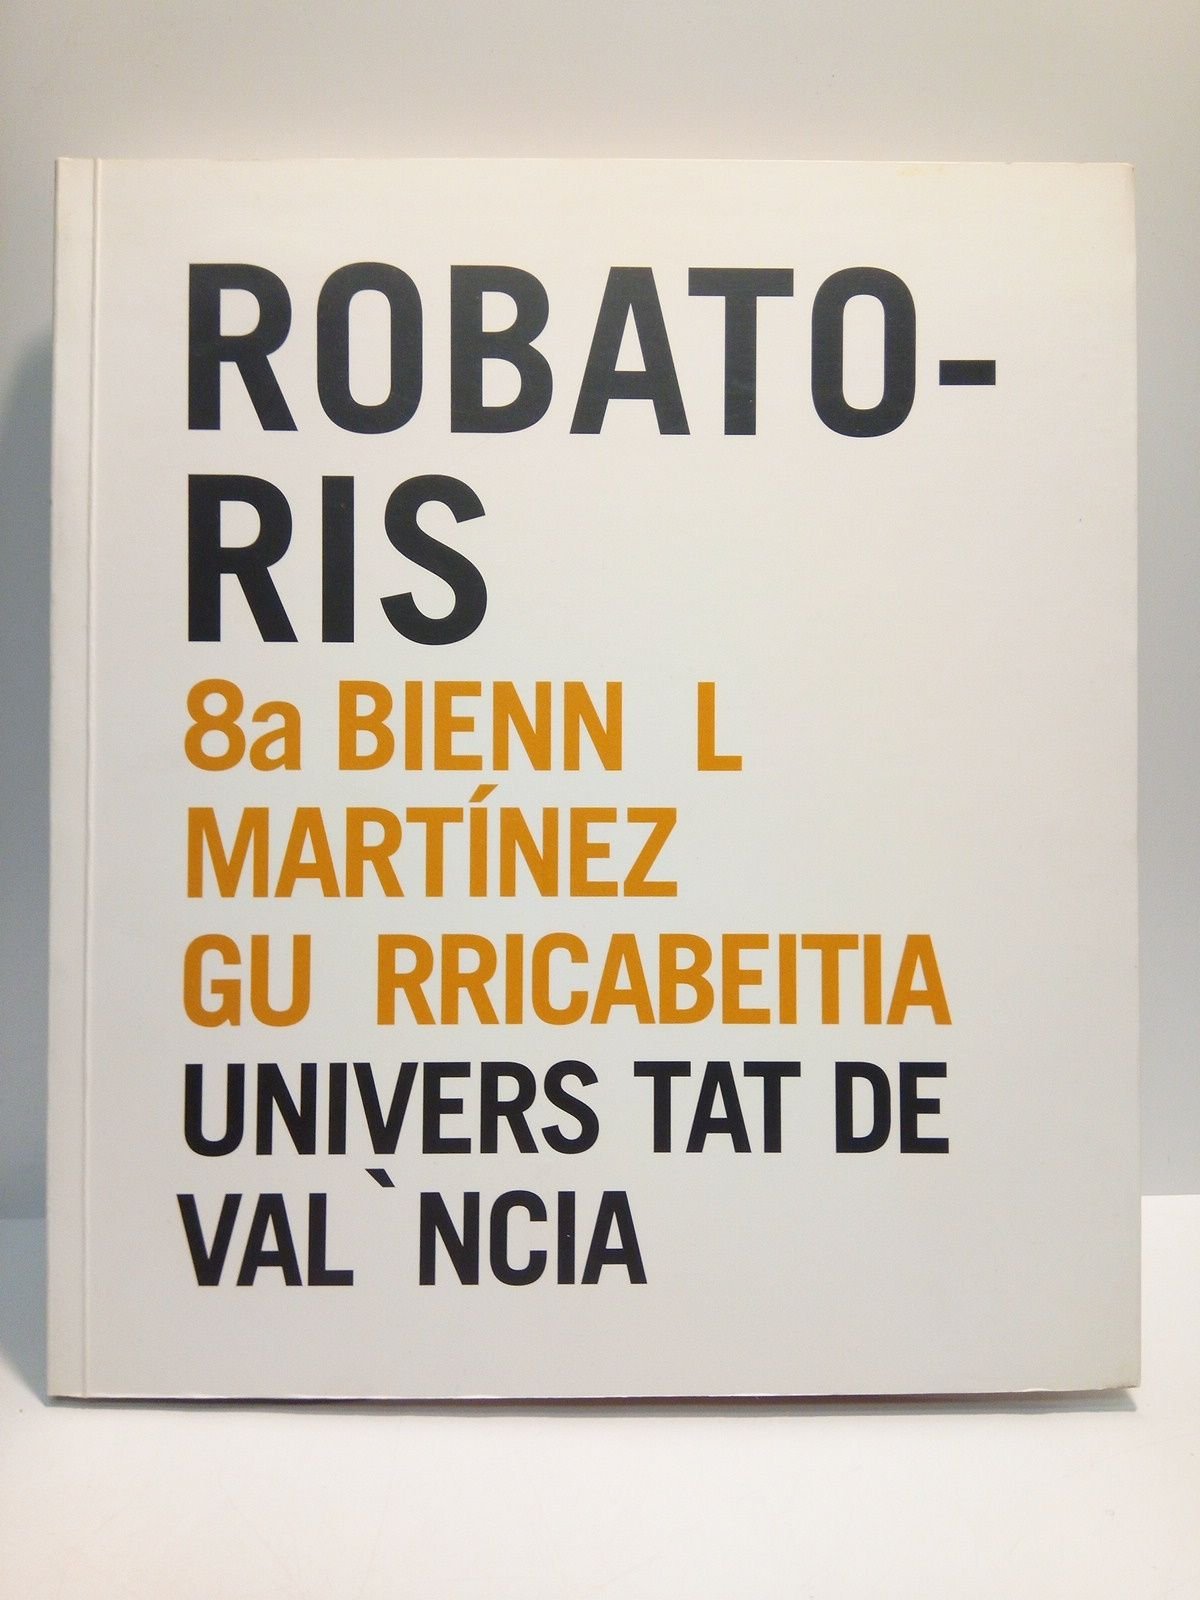 ROBATO-
RIS
8a BIENN L
MARTÍNEZ
GU RRICABEITIA
UNIVERS TAT DE
VAL`NCIA